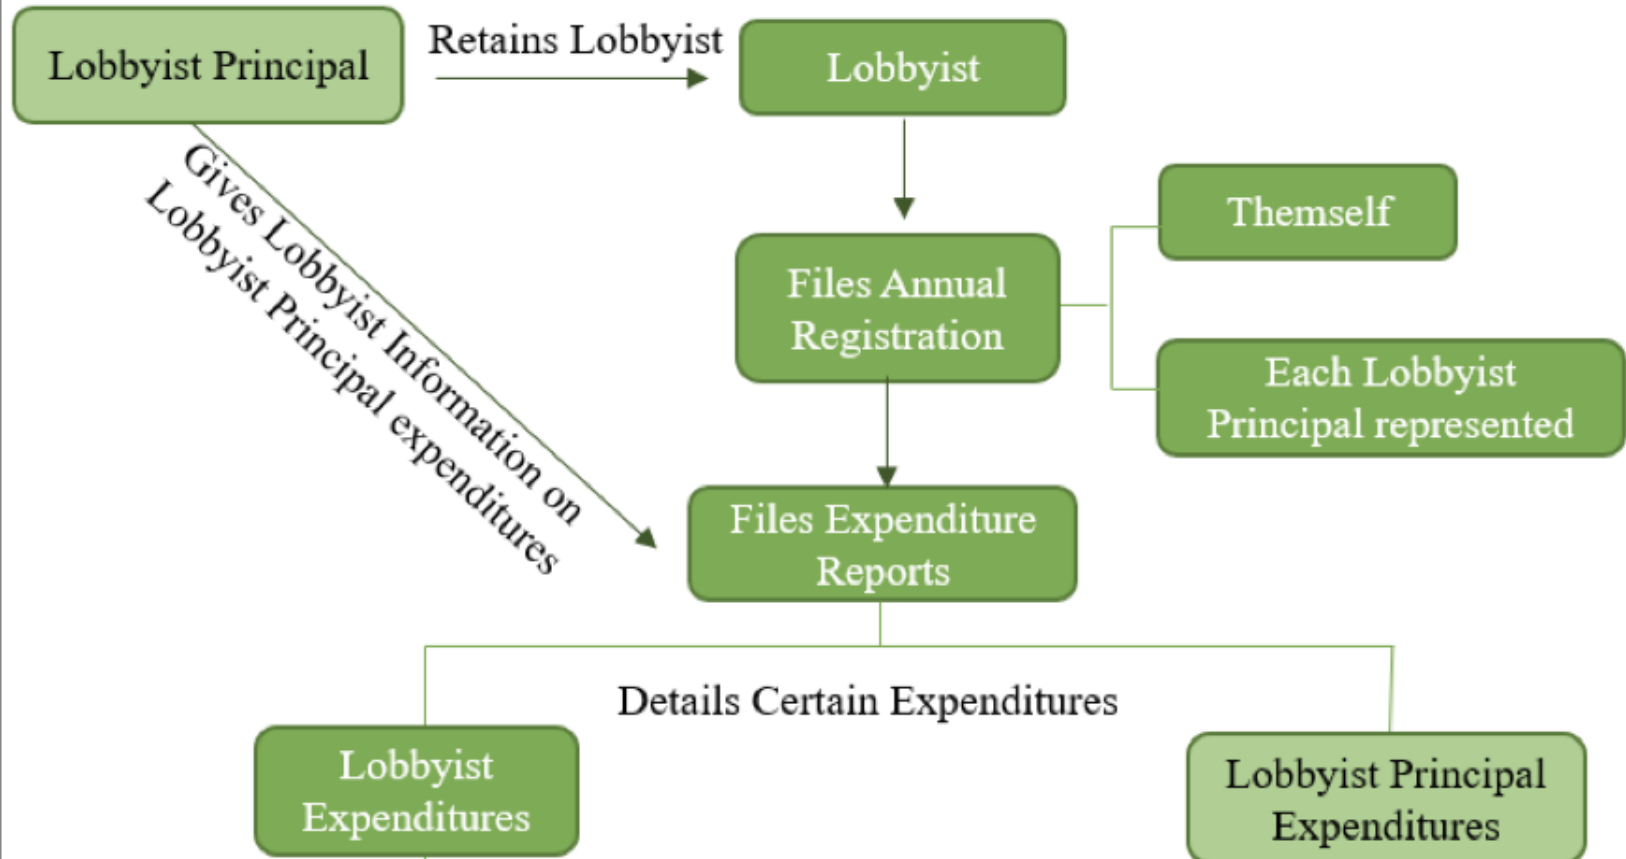 Lobbyist Principal
Retains Lobbyist
Lobbyist
Gives Lobbyist Information on
Lobbyist Principal expenditures
Files Annual
Registration
Themself
Each Lobbyist
Principal represented
Files Expenditure
Reports
Details Certain Expenditures
Lobbyist
Expenditures
Lobbyist Principal
Expenditures